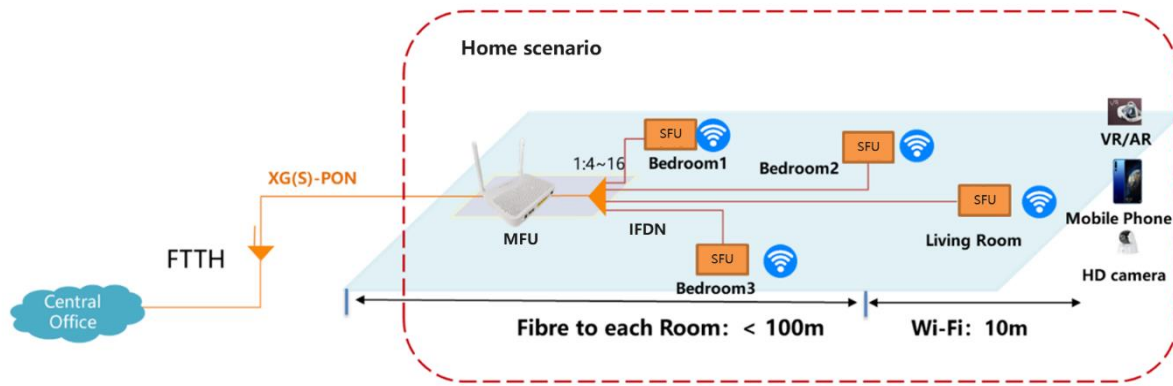 Home scenario
SFU
Bedroom1
SFU
Bedroom2
VR/AR
1:4~16
XG(S)-PON
MFU
IFDN
SFU
Living Room
Mobile Phone
FTTH
SFU
Bedroom3
HD camera
Central
Office
Fibre to each Room: < 100m
Wi-Fi: 10m